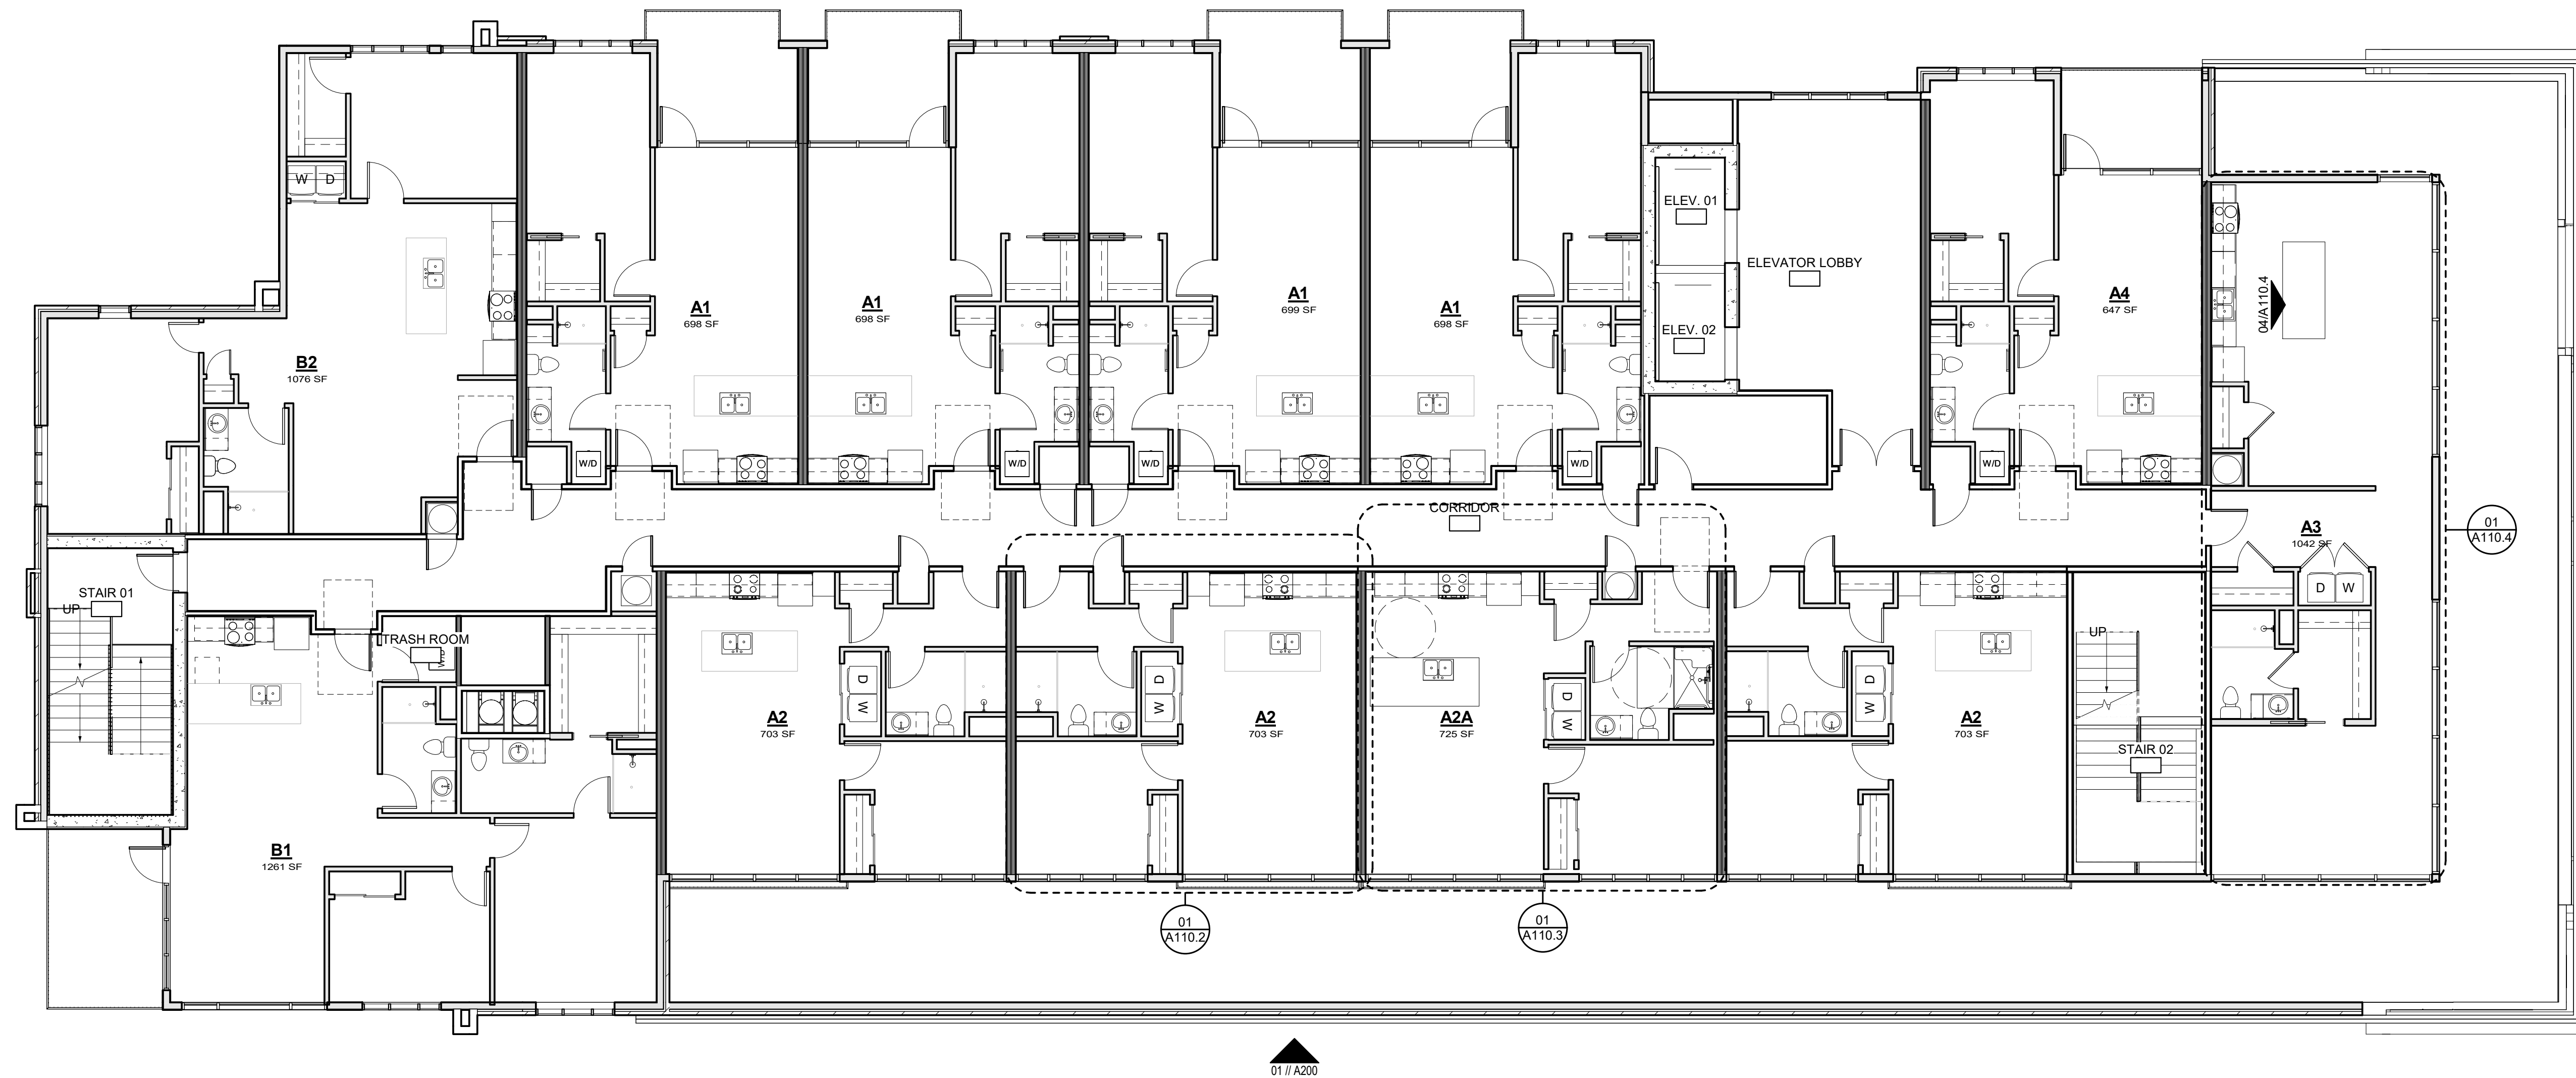 W D
ELEV. 01
ELEVATOR LOBBY
A1
698 SF
A1
698 SF
A1
699 SF
A1
698 SF
A4
647 SF
04/A110.4
ELEV. 02
B2
1076 SF
W/D
W/D
W/D
W/D
W/D
CORRIDOR
A3
1042 SF
01
A110.4
STAIR 01
UP
D W
TRASH ROOM
W/D
UP
D
W
D
W
D
W
D
W
A2
703 SF
A2
703 SF
A2A
725 SF
A2
703 SF
STAIR 02
B1
1261 SF
01
A110.2
01
A110.3
01 // A200